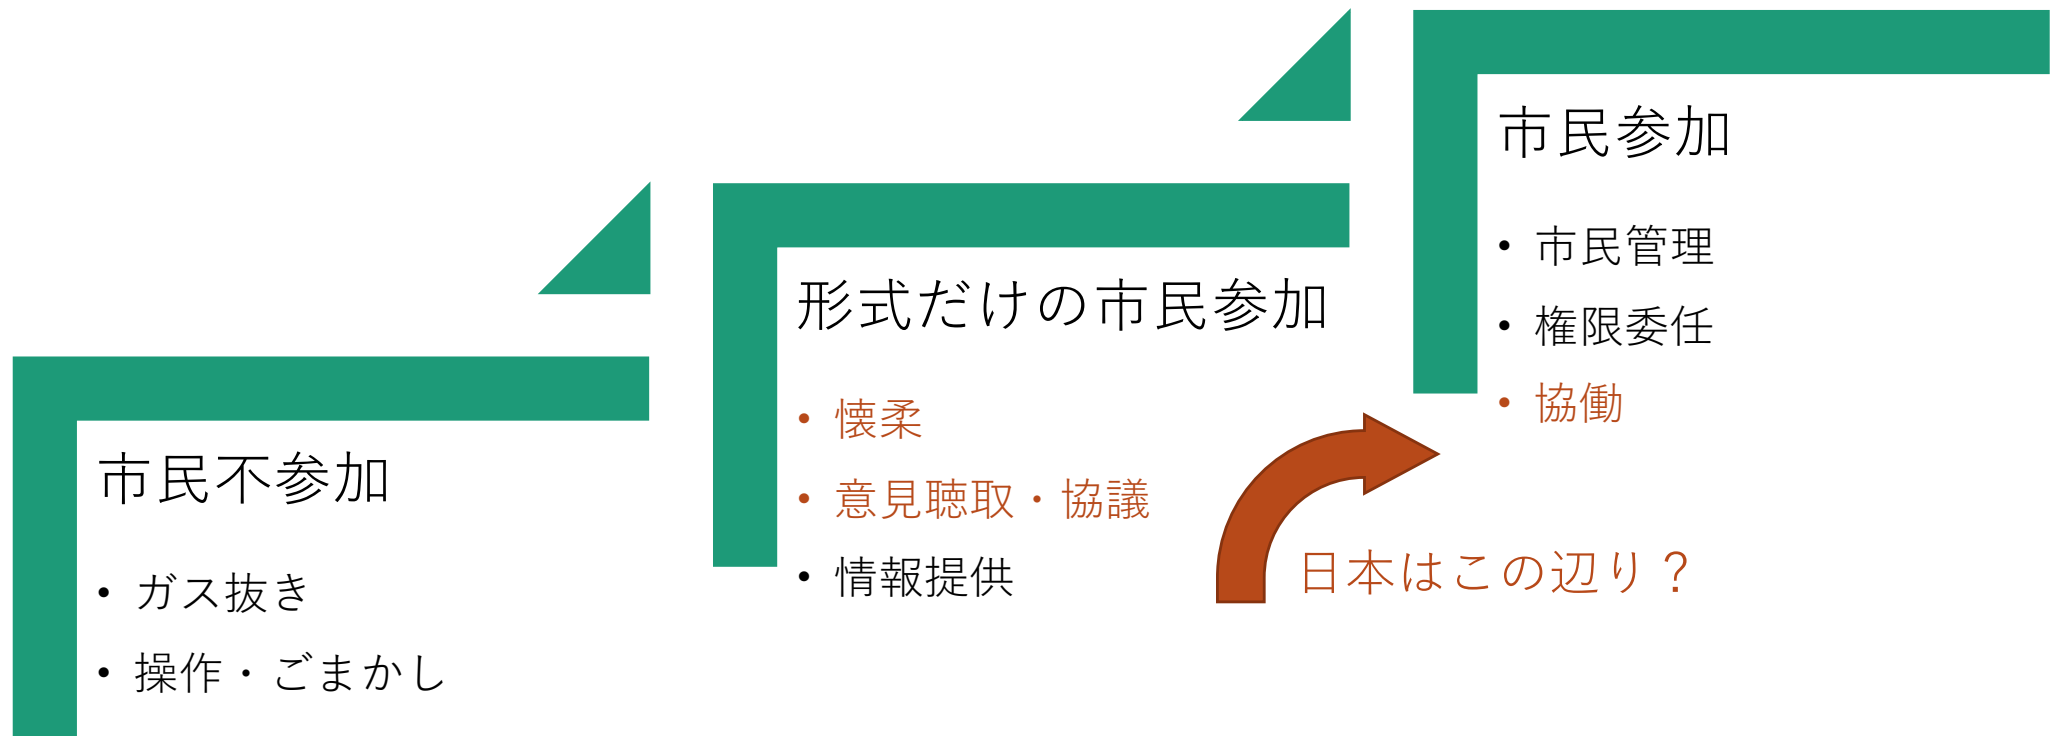 市民不参加
• ガス抜き
• 操作・ごまかし
形式だけの市民参加
• 懐柔
• 意見聴取・協議
• 情報提供
市民参加
• 市民管理
• 権限委任
• 協働
日本はこの辺り？